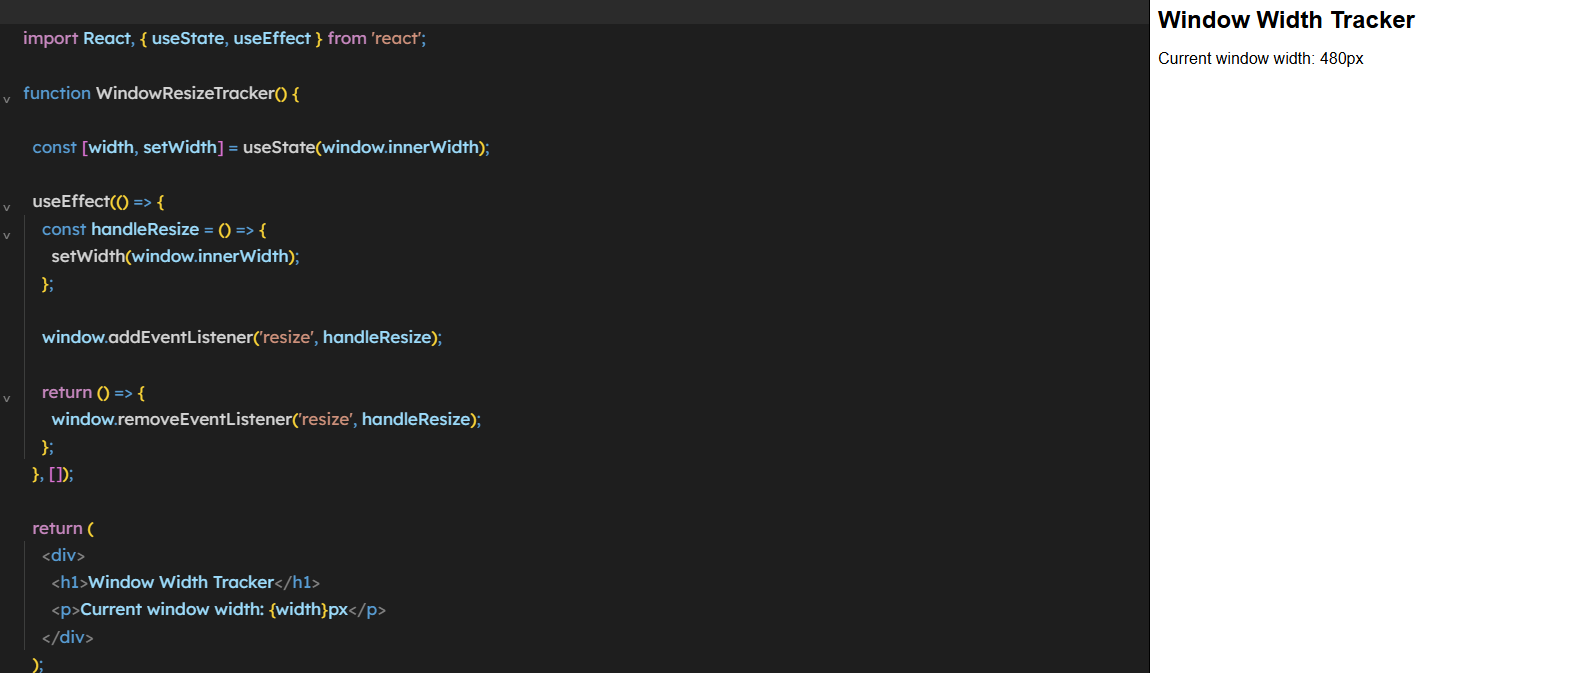 import React, { useState, useEffect } from 'react';
function WindowResizeTracker() {
const [width, setWidth] = useState(window.innerWidth);
useEffect(() => {
const handleResize = () => {
setWidth(window.innerWidth);
};
window.addEventListener('resize', handleResize);
return () => {
window.removeEventListener('resize', handleResize);
};
}, []);
return (
<div>
<h1>Window Width Tracker</h1>
<p>Current window width: {width}px</p>
</div>
);
Window Width Tracker
Current window width: 480px